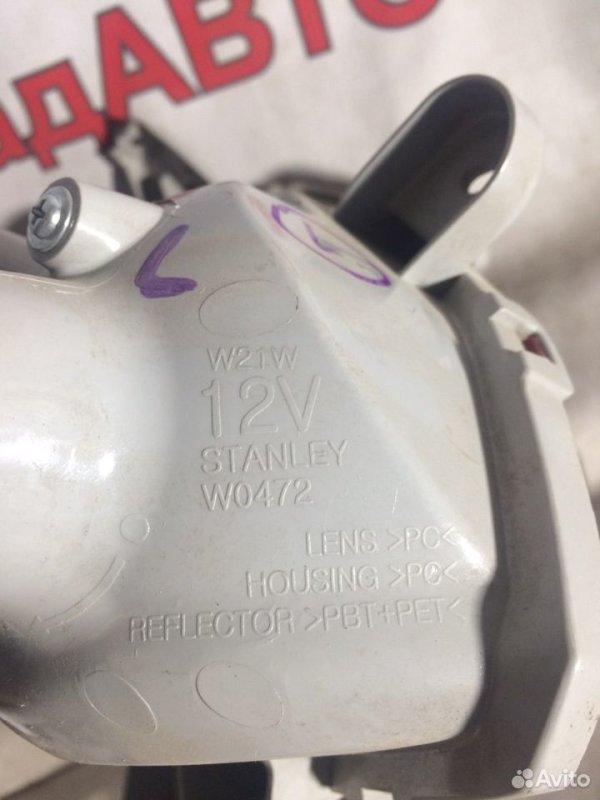 адАВТО
L
W21W
12V
STANLEY
W0472
LENS >PC<
HOUSING >PC<
REFLECTOR >PBT+PET<
Avito